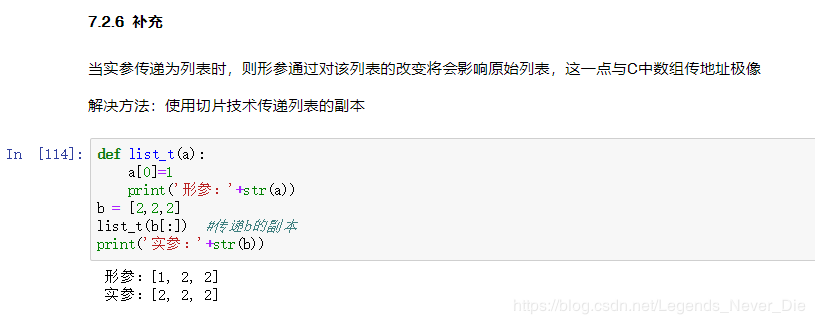 7.2.6 补充
当实参传递为列表时，则形参通过对该列表的改变将会影响原始列表，这一点与C中数组传地址极像
解决方法：使用切片技术传递列表的副本
In [114]:
def list_t(a):
    a[0]=1
    print('形参：'+str(a))
b = [2,2,2]
list_t(b[:])  #传递b的副本
print('实参：'+str(b))
形参：[1, 2, 2]
实参：[2, 2, 2]
https://blog.csdn.net/Legends_Never_Die